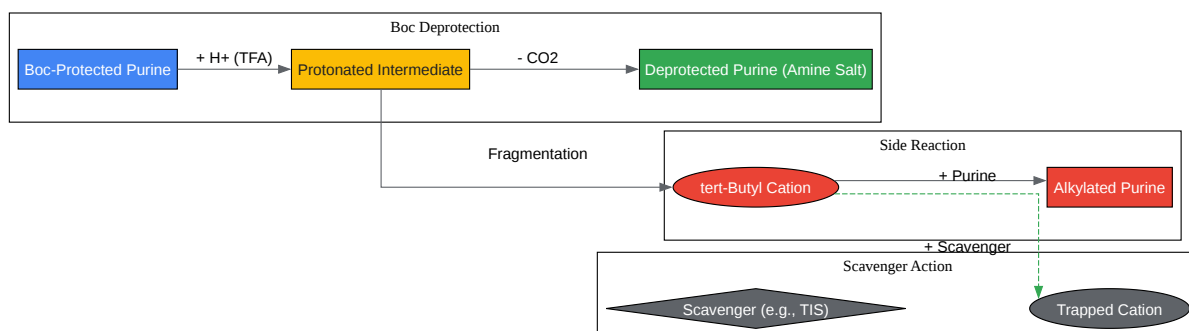 Boc Deprotection
Boc-Protected Purine
+ H+ (TFA)
Protonated Intermediate
- CO2
Deprotected Purine (Amine Salt)
Fragmentation
Side Reaction
tert-Butyl Cation
+ Purine
Alkylated Purine
+ Scavenger
Scavenger Action
Scavenger (e.g., TIS)
Trapped Cation